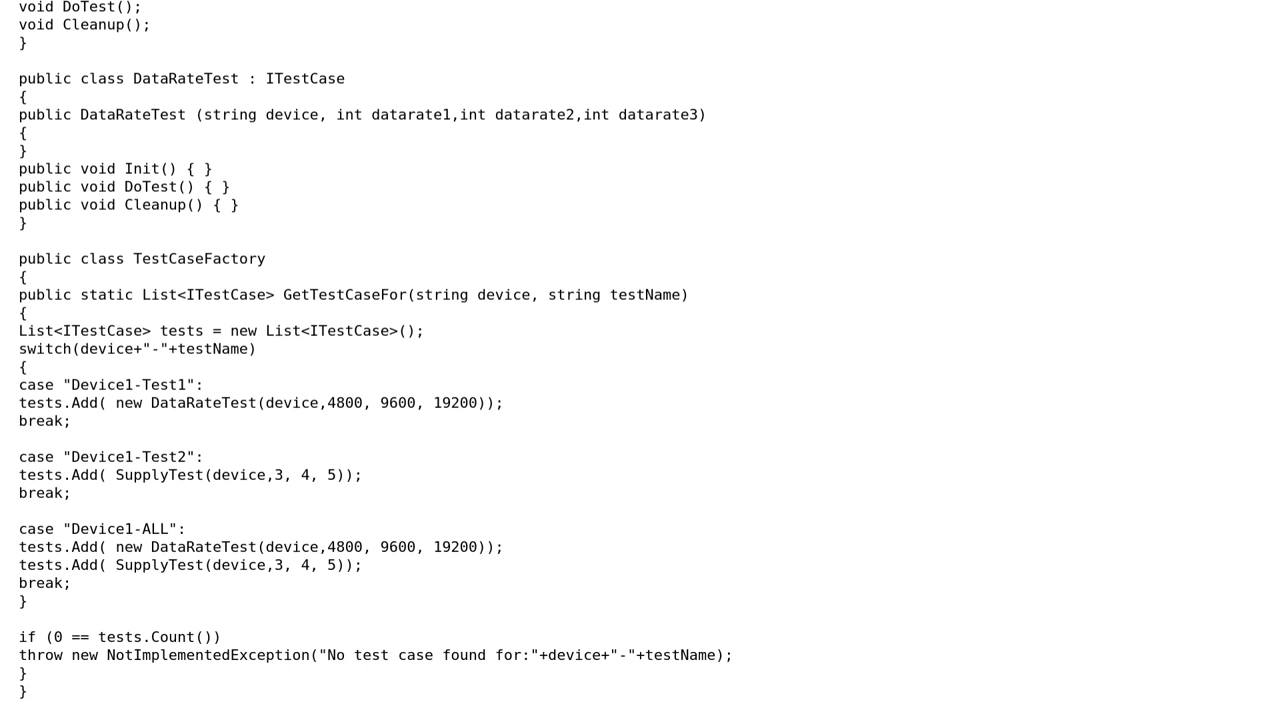 void DoTest();
void Cleanup();
}
public class DataRateTest : ITestCase
{
public DataRateTest (string device, int datarate1,int datarate2,int datarate3)
{
}
public void Init() { }
public void DoTest() { }
public void Cleanup() { }
}
public class TestCaseFactory
{
public static List<ITestCase> GetTestCaseFor(string device, string testName)
{
List<ITestCase> tests = new List<ITestCase>();
switch(device+"-"+testName)
{
case "Device1-Test1":
tests.Add( new DataRateTest(device,4800, 9600, 19200));
break;
case "Device1-Test2":
tests.Add( SupplyTest(device,3, 4, 5));
break;
case "Device1-ALL":
tests.Add( new DataRateTest(device,4800, 9600, 19200));
tests.Add( SupplyTest(device,3, 4, 5));
break;
}
if (0 == tests.Count())
throw new NotImplementedException("No test case found for:"+device+"-"+testName);
}
}